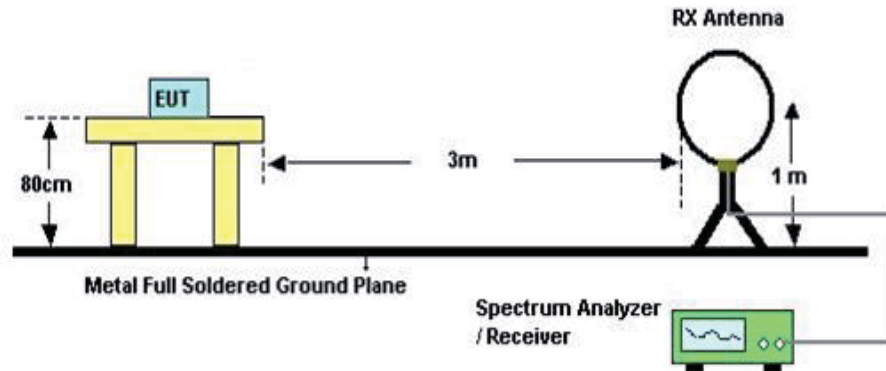 RX Antenna
EUT
80cm
3m
1 m
Metal Full Soldered Ground Plane
Spectrum Analyzer
/ Receiver